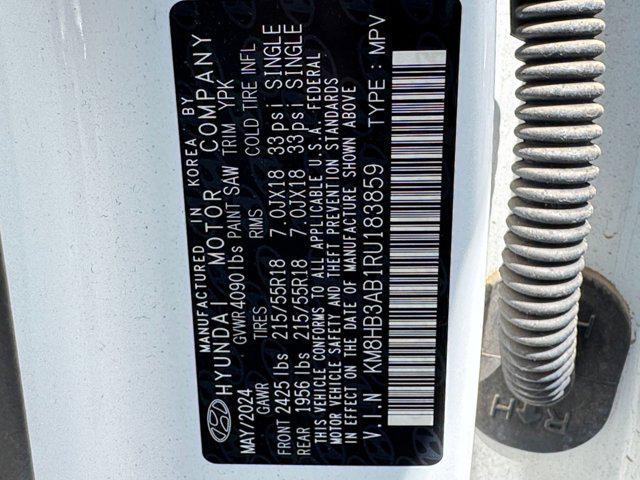 MANUFACTURED IN KOREA BY
HYUNDAI MOTOR COMPANY
MAY/2024 GVWR 4090 lbs PAINT SAW TRIM YPK
GAWR TIRES RIMS COLD TIRE INFL
FRONT 2425 lbs 215/55R18 7.0JX18 33psi SINGLE
REAR 1956 lbs 215/55R18 7.0JX18 33psi SINGLE
THIS VEHICLE CONFORMS TO ALL APPLICABLE U.S.A. FEDERAL
MOTOR VEHICLE SAFETY AND THEFT PREVENTION STANDARDS
IN EFFECT ON THE DATE OF MANUFACTURE SHOWN ABOVE
V.I.N KM8HB3AB1RU183859 TYPE : MPV
R H